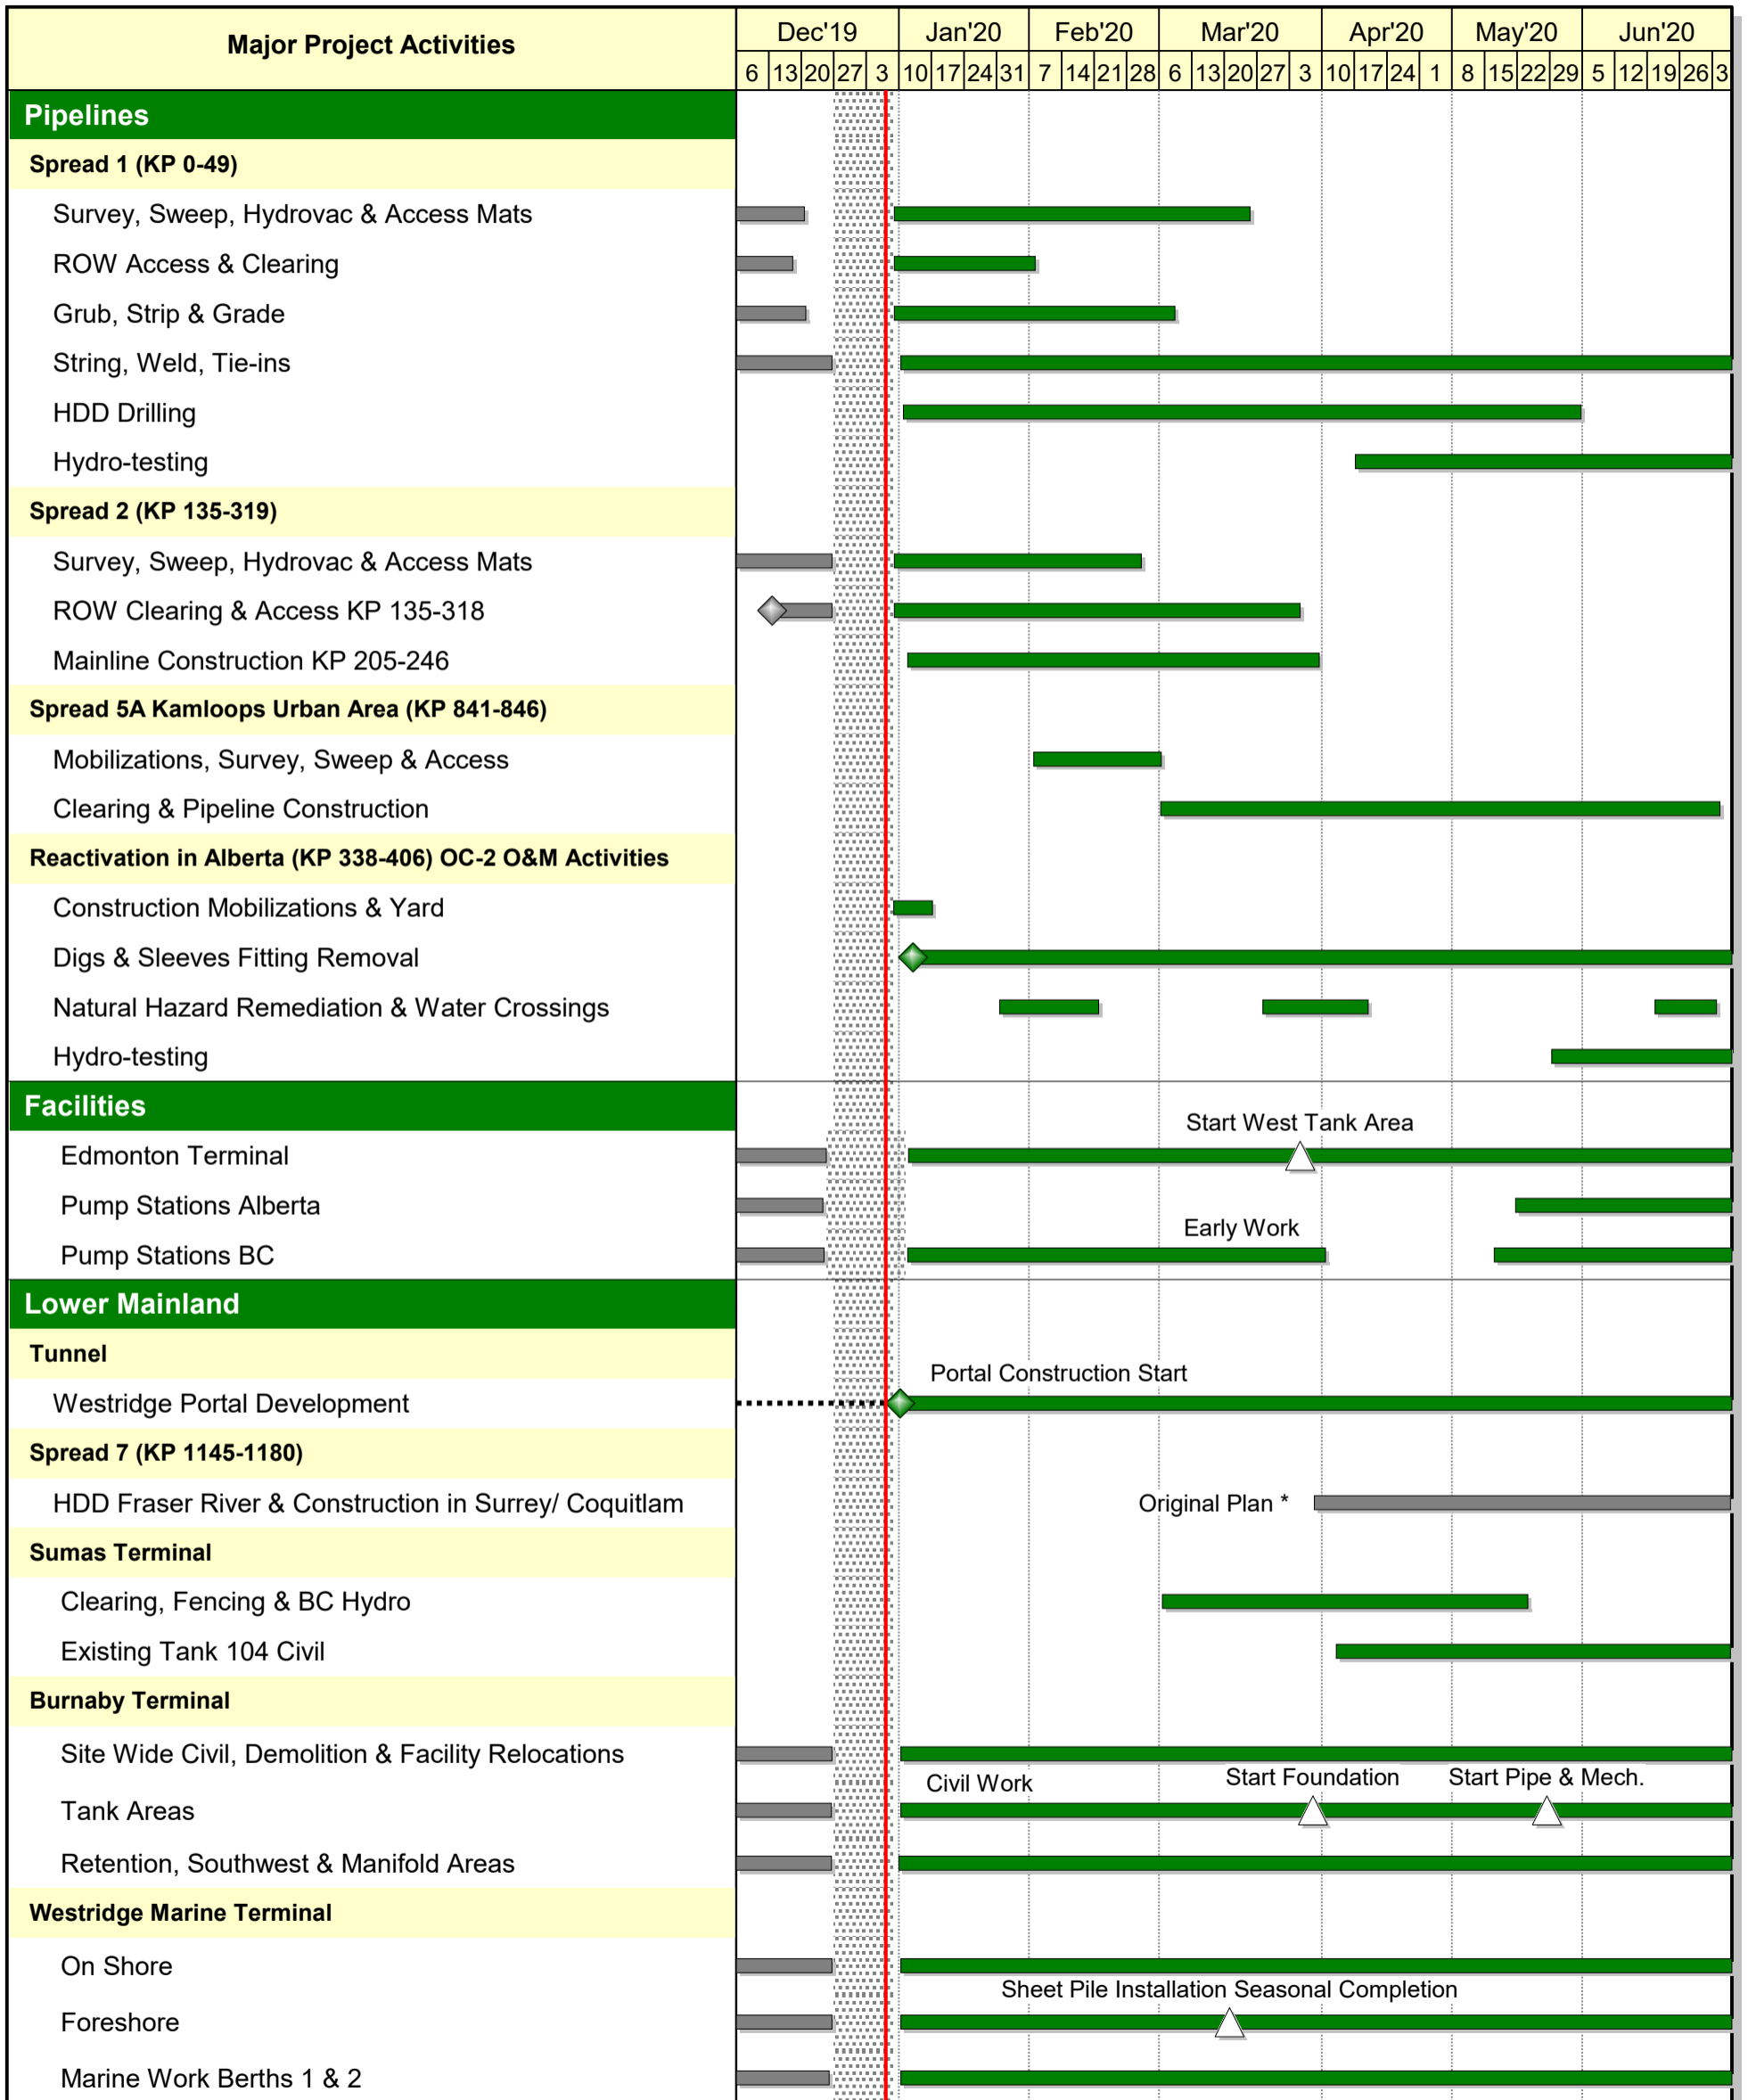 Major Project Activities
Dec'19 Jan'20 Feb'20 Mar'20 Apr'20 May'20 Jun'20
6 13 20 27 3 10 17 24 31 7 14 21 28 6 13 20 27 3 10 17 24 1 8 15 22 29 5 12 19 26 3
Pipelines
Spread 1 (KP 0-49)
Survey, Sweep, Hydrovac & Access Mats
ROW Access & Clearing
Grub, Strip & Grade
String, Weld, Tie-ins
HDD Drilling
Hydro-testing
Spread 2 (KP 135-319)
Survey, Sweep, Hydrovac & Access Mats
ROW Clearing & Access KP 135-318
Mainline Construction KP 205-246
Spread 5A Kamloops Urban Area (KP 841-846)
Mobilizations, Survey, Sweep & Access
Clearing & Pipeline Construction
Reactivation in Alberta (KP 338-406) OC-2 O&M Activities
Construction Mobilizations & Yard
Digs & Sleeves Fitting Removal
Natural Hazard Remediation & Water Crossings
Hydro-testing
Facilities
Start West Tank Area
Edmonton Terminal
Pump Stations Alberta
Early Work
Pump Stations BC
Lower Mainland
Tunnel
Portal Construction Start
Westridge Portal Development
Spread 7 (KP 1145-1180)
HDD Fraser River & Construction in Surrey/ Coquitlam Original Plan *
Sumas Terminal
Clearing, Fencing & BC Hydro
Existing Tank 104 Civil
Burnaby Terminal
Site Wide Civil, Demolition & Facility Relocations
Civil Work Start Foundation Start Pipe & Mech.
Tank Areas
Retention, Southwest & Manifold Areas
Westridge Marine Terminal
On Shore
Sheet Pile Installation Seasonal Completion
Foreshore
Marine Work Berths 1 & 2